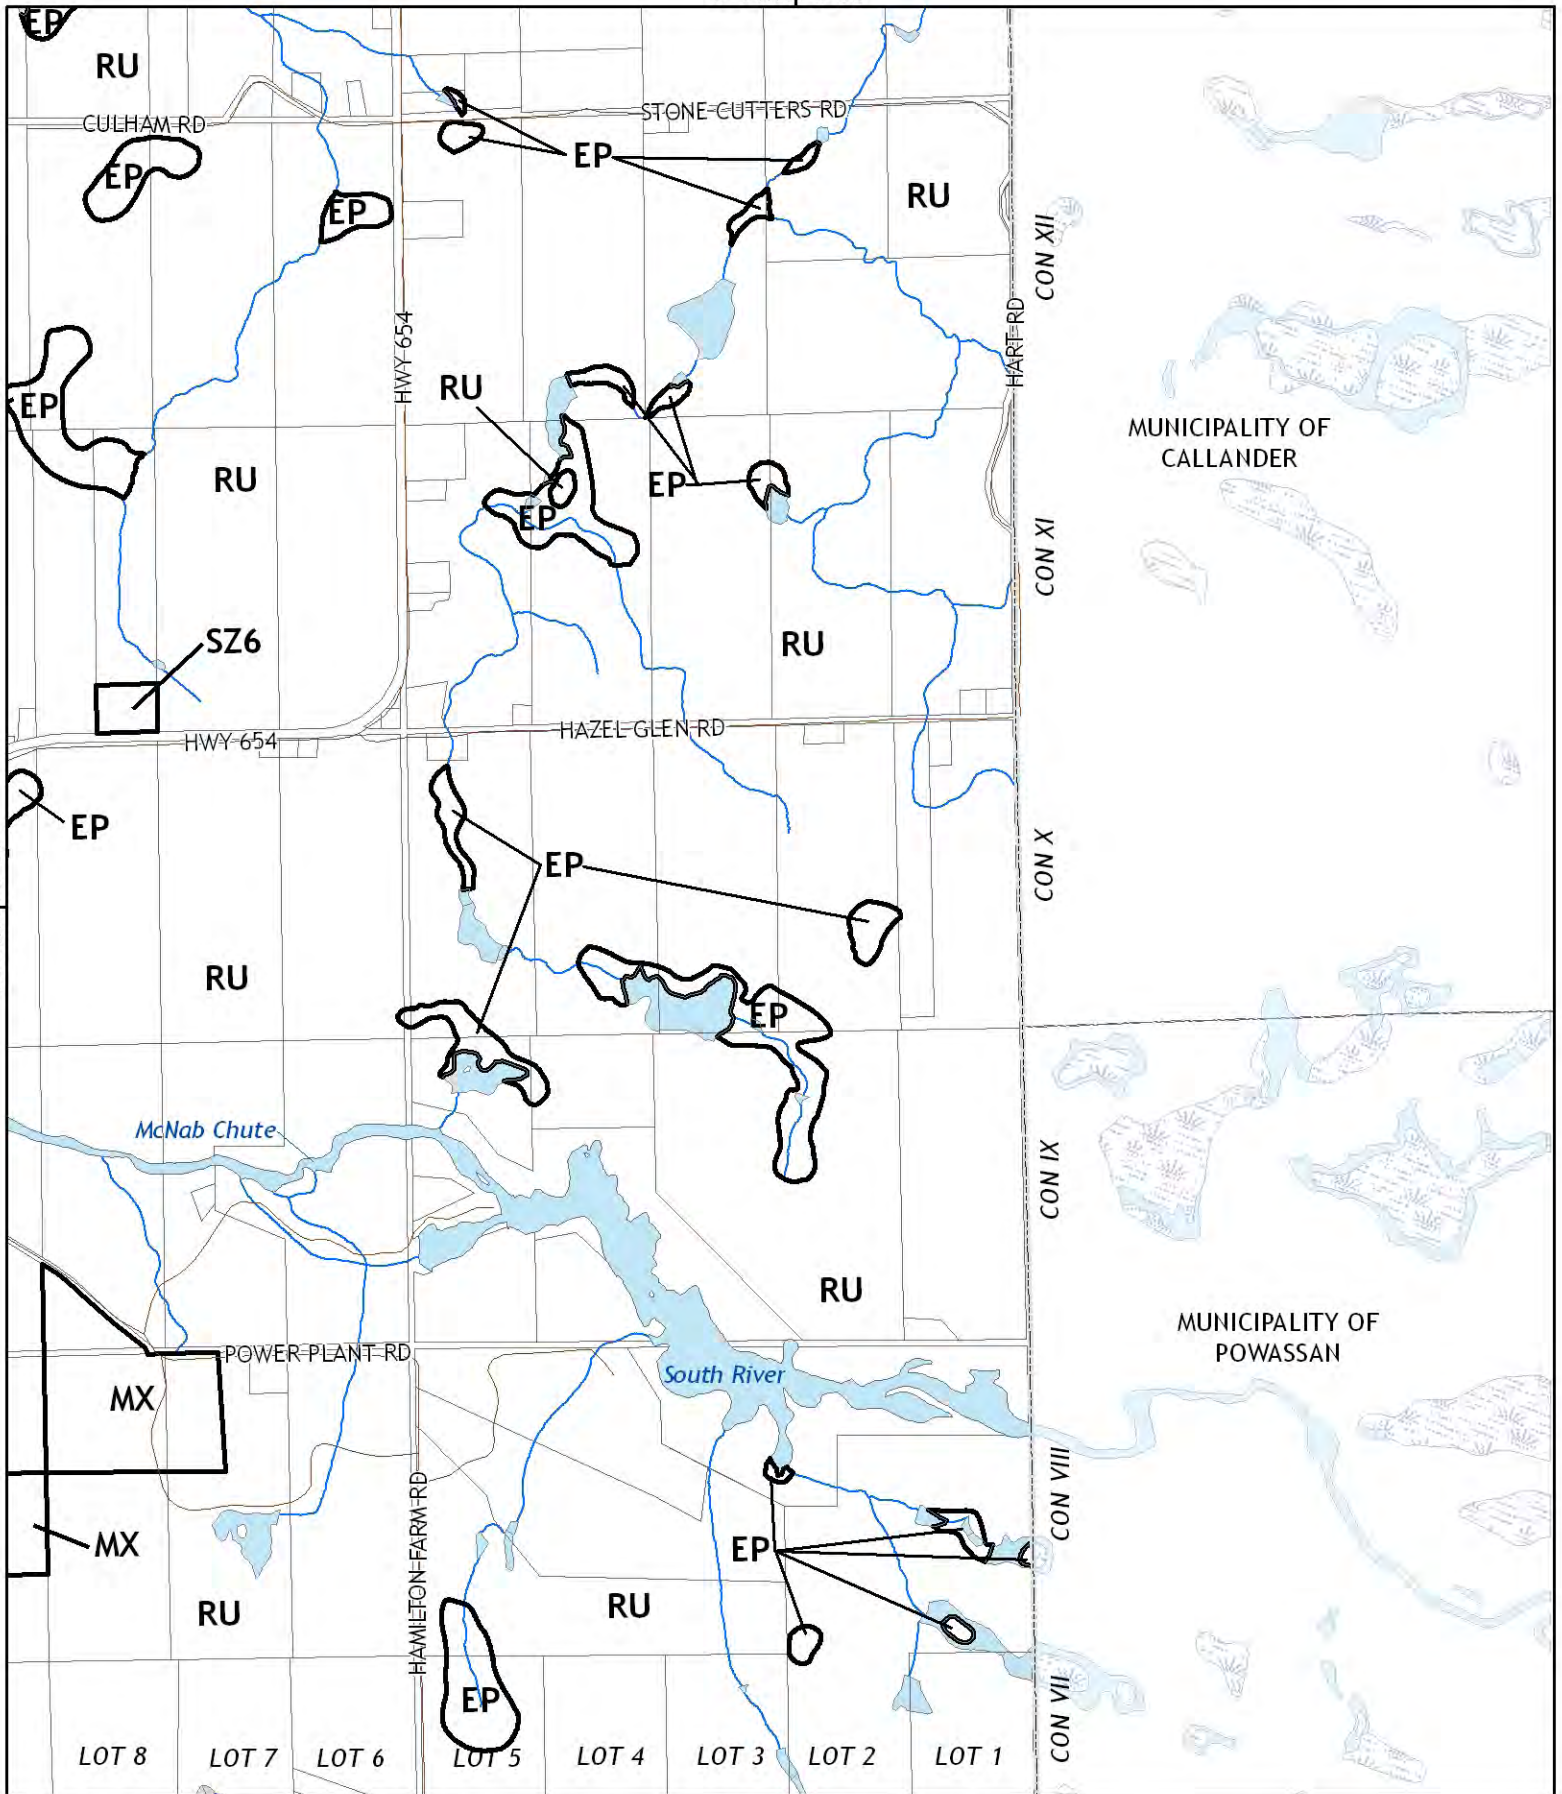 EP
RU
CULHAM RD
STONE CUTTERS RD
EP
EP
EP
RU
CON XII
HWY 654
HART RD
RU
EP
MUNICIPALITY OF
CALLANDER
RU
EP
EP
CON XI
SZ6
RU
HWY 654
HAZEL GLEN RD
EP
EP
CON X
RU
EP
McNab Chute
CON IX
RU
MUNICIPALITY OF
POWASSAN
POWER PLANT RD
South River
MX
CON VIII
HAMILTON FARM RD
MX
EP
RU
RU
EP
CON VII
LOT 8
LOT 7
LOT 6
LOT 5
LOT 4
LOT 3
LOT 2
LOT 1